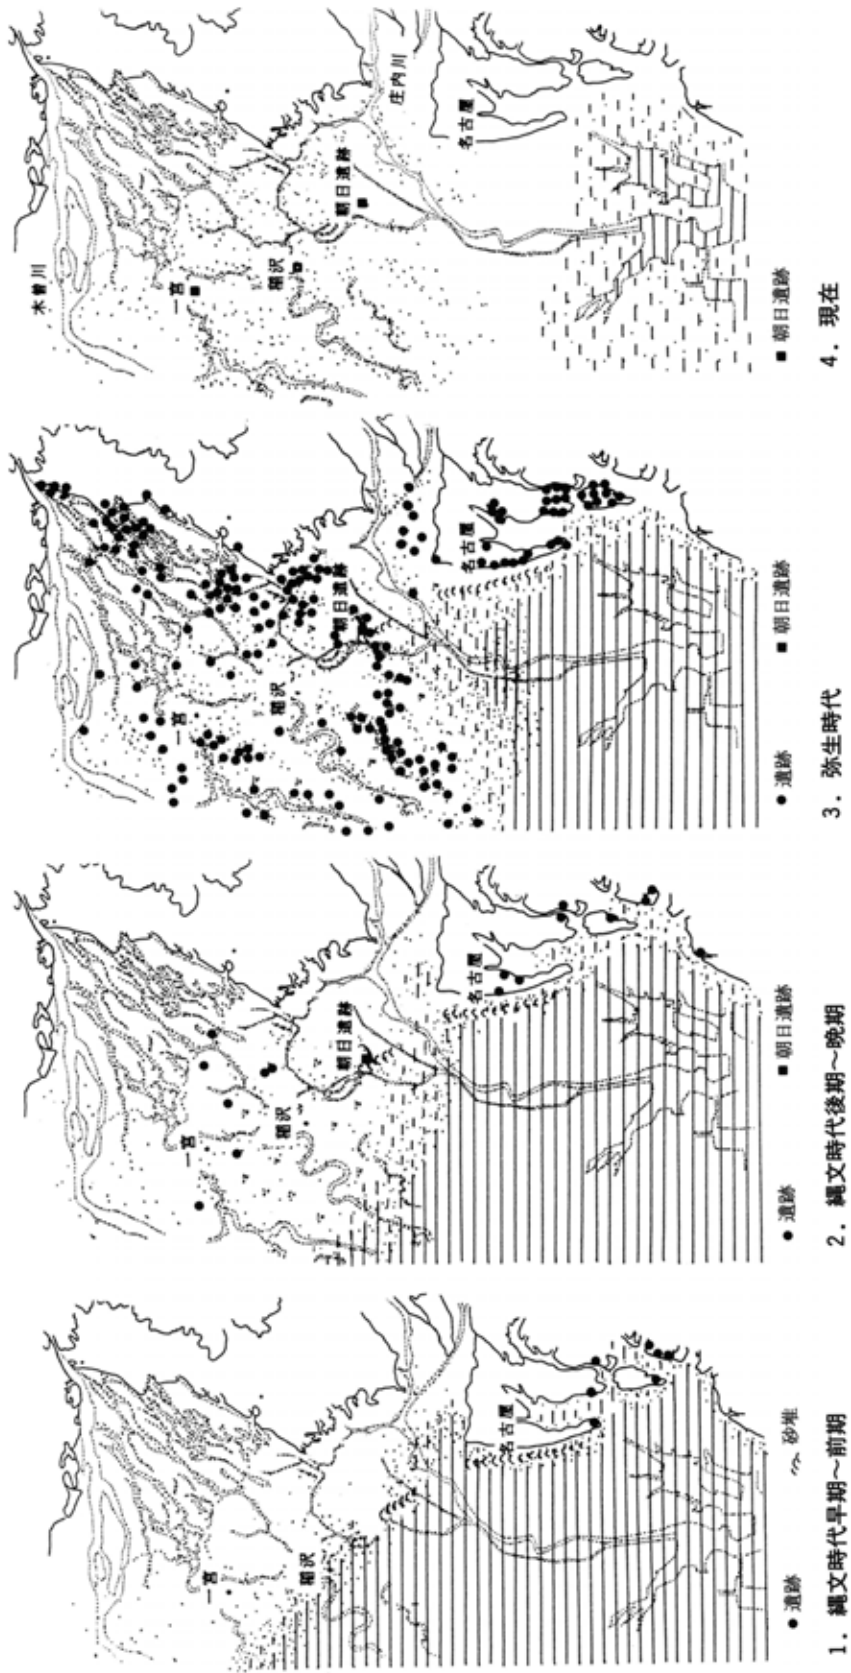 一宮
稲沢
名古屋
● 遺跡
砂堆
1．縄文時代早期～前期
一宮
稲沢
朝日遺跡
名古屋
● 遺跡
■ 朝日遺跡
2．縄文時代後期～晩期
一宮
稲沢
朝日遺跡
名古屋
● 遺跡
■ 朝日遺跡
3．弥生時代
木曽川
一宮
稲沢
朝日遺跡
庄内川
名古屋
■ 朝日遺跡
4．現在